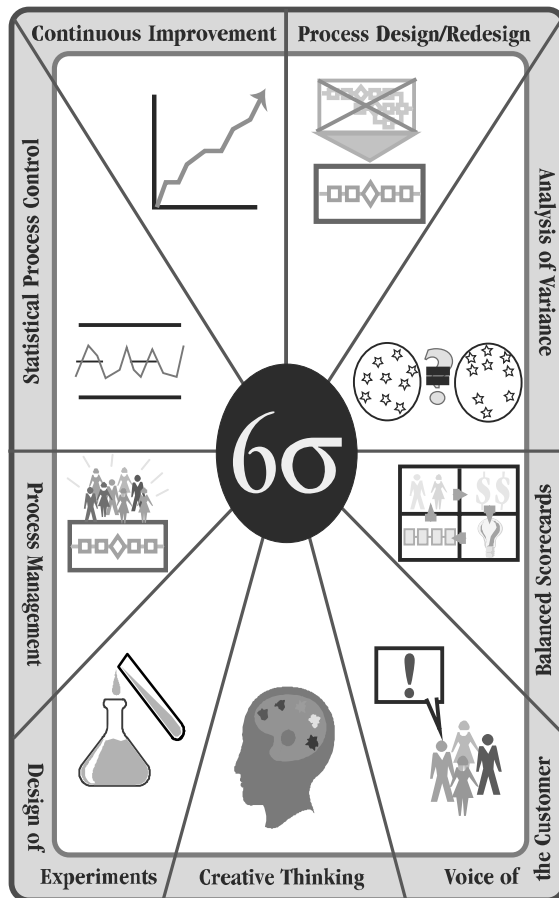 Continuous Improvement
Process Design/Redesign
Statistical Process Control
Analysis of Variance
?
=
6σ
Process Management
$ $
Balanced Scorecards
!
Design of
Experiments
Creative Thinking
Voice of
the Customer